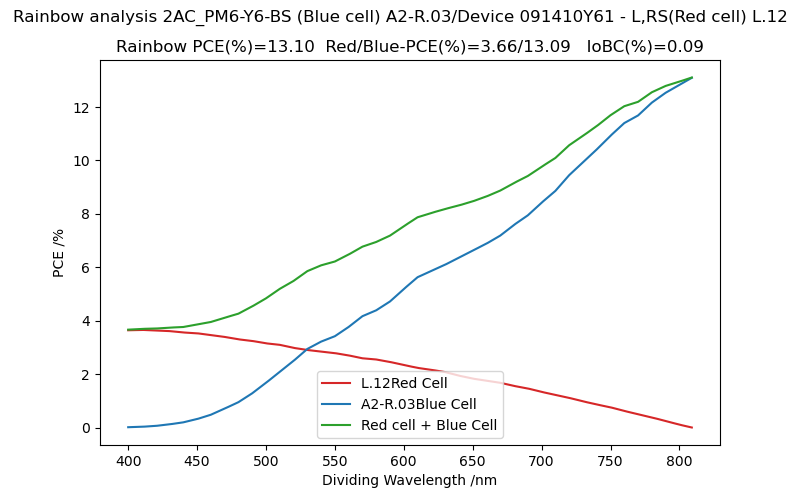 Rainbow analysis 2AC_PM6-Y6-BS (Blue cell) A2-R.03/Device 091410Y61 - L,RS(Red cell) L.12
Rainbow PCE(%)=13.10  Red/Blue-PCE(%)=3.66/13.09   IoBC(%)=0.09
PCE /%
12
10
8
6
4
2
0
L.12Red Cell
A2-R.03Blue Cell
Red cell + Blue Cell
400 450 500 550 600 650 700 750 800
Dividing Wavelength /nm